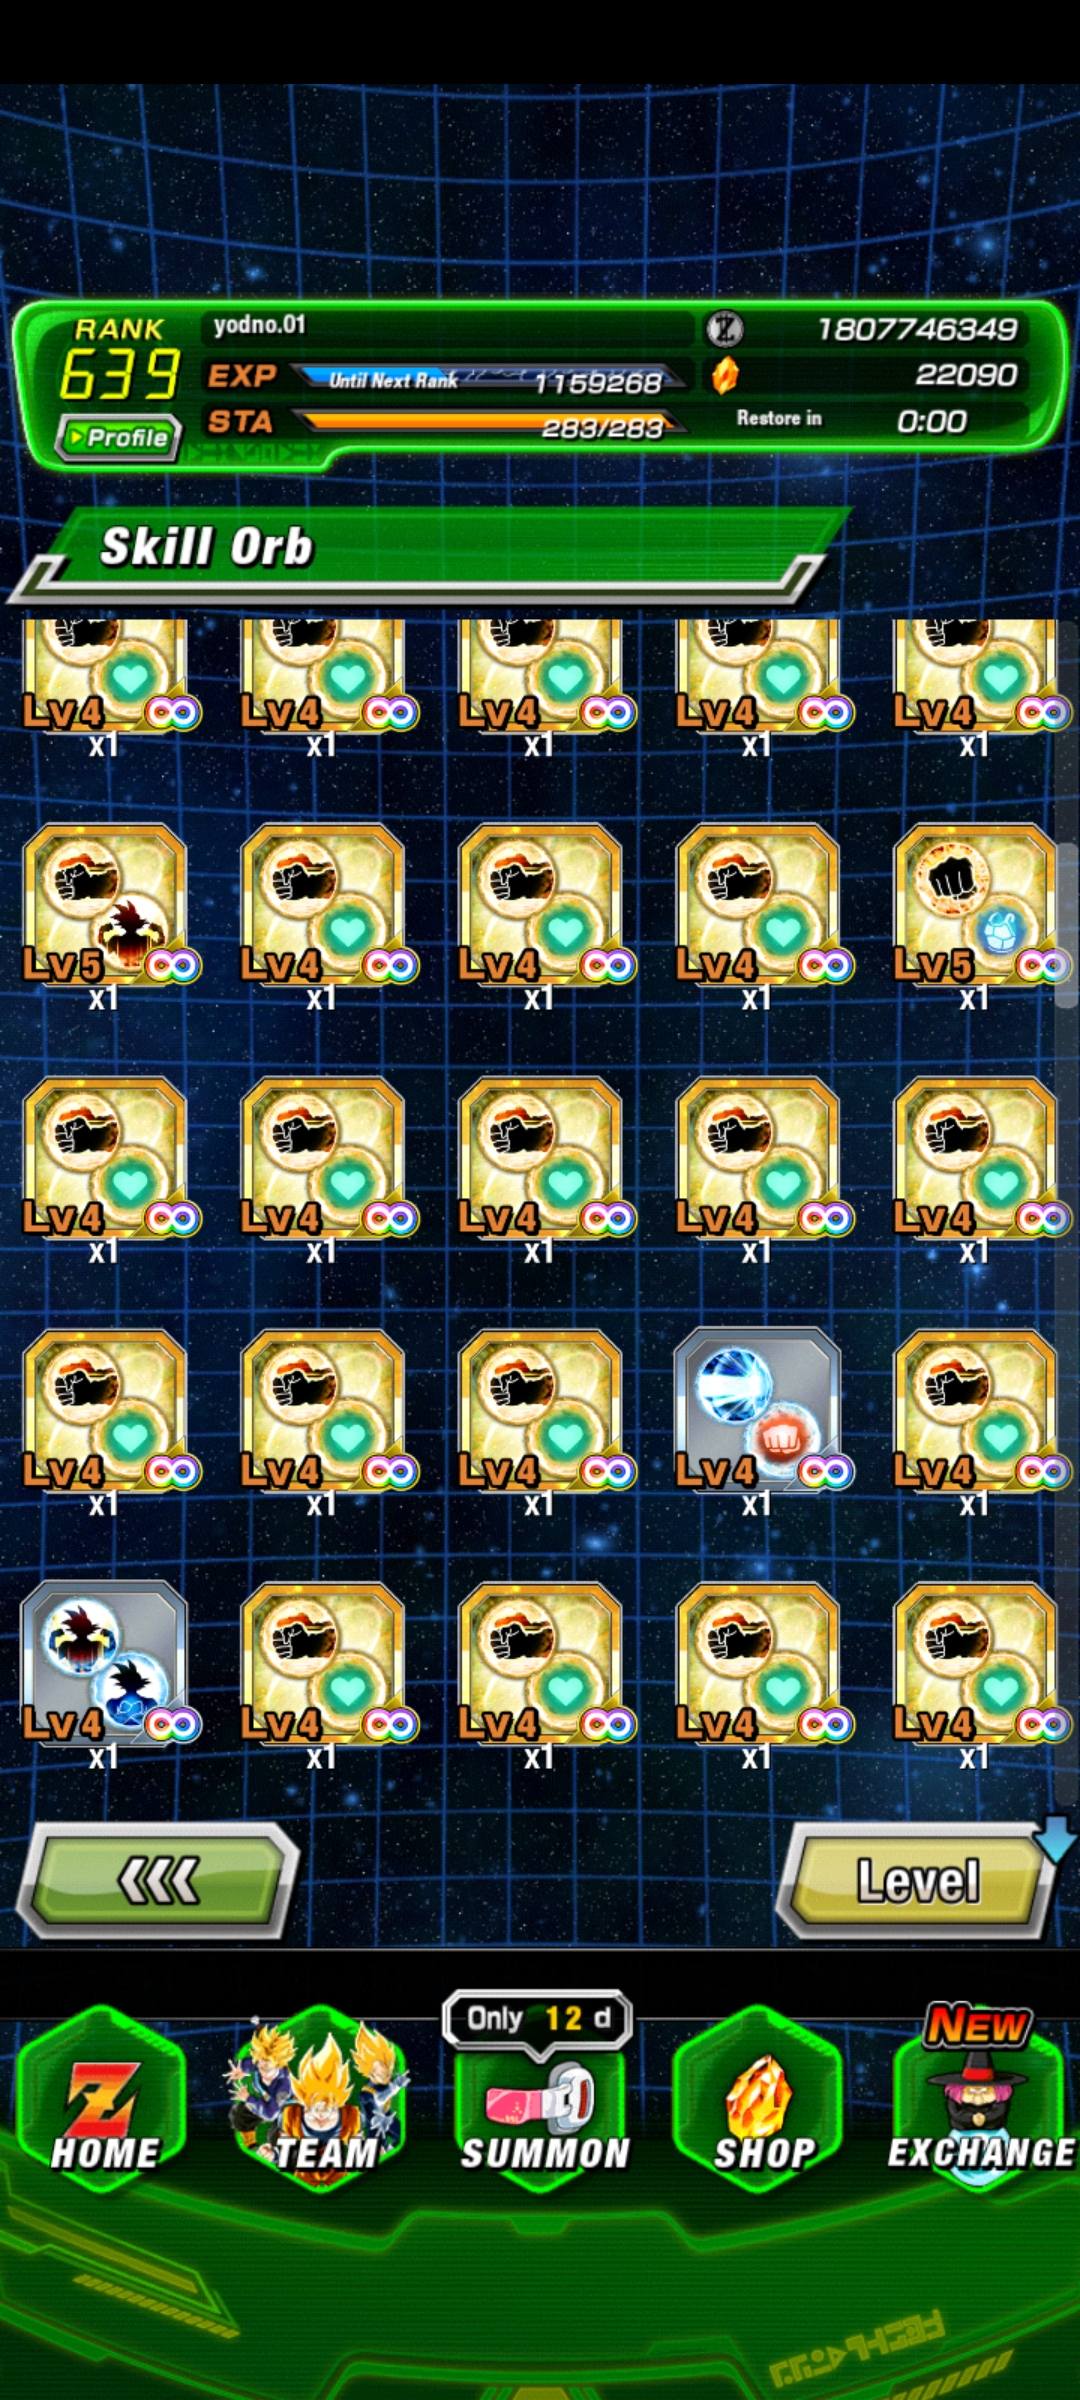 RANK
639
Profile
yodno.01
1807746349
EXP Until Next Rank 1159268
22090
STA 283/283
Restore in 0:00
Skill Orb
Lv4 Lv4 Lv4 Lv4 Lv4
x1 x1 x1 x1 x1
Lv5 Lv4 Lv4 Lv4 Lv5
x1 x1 x1 x1 x1
Lv4 Lv4 Lv4 Lv4 Lv4
x1 x1 x1 x1 x1
Lv4 Lv4 Lv4 Lv4 Lv4
x1 x1 x1 x1 x1
Lv4 Lv4 Lv4 Lv4 Lv4
x1 x1 x1 x1 x1
Level
Only 12 d
NEW
HOME TEAM SUMMON SHOP EXCHANGE